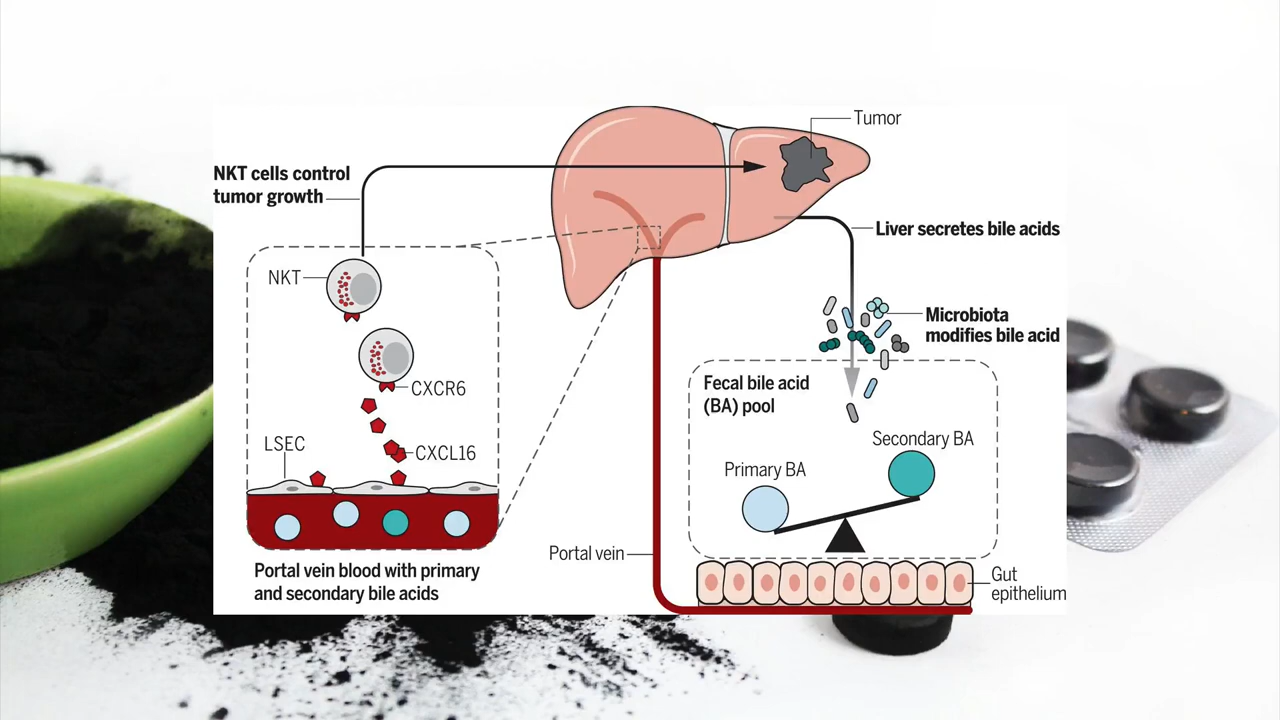 Tumor
NKT cells control
tumor growth
Liver secretes bile acids
NKT
Microbiota
modifies bile acid
CXCR6
Fecal bile acid
(BA) pool
LSEC
CXCL16
Secondary BA
Primary BA
Portal vein
Portal vein blood with primary
and secondary bile acids
Gut
epithelium